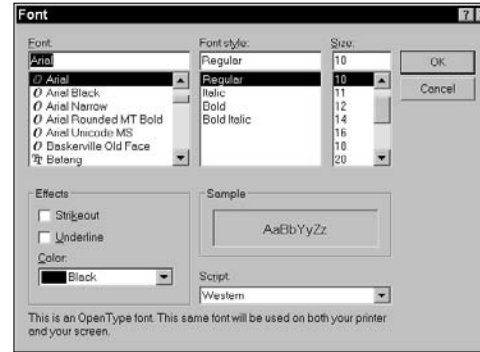 Font
Font:
Font style:
Size:
Arial
Regular
10
OK
Cancel
Arial
Arial Black
Arial Narrow
Arial Rounded MT Bold
Arial Unicode MS
Baskerville Old Face
Batang
Regular
Italic
Bold
Bold Italic
10
11
12
14
16
18
20
Effects
Strikeout
Underline
Color:
Black
Sample
AaBbYyZz
Script:
Western
This is an OpenType font. This same font will be used on both your printer
and your screen.